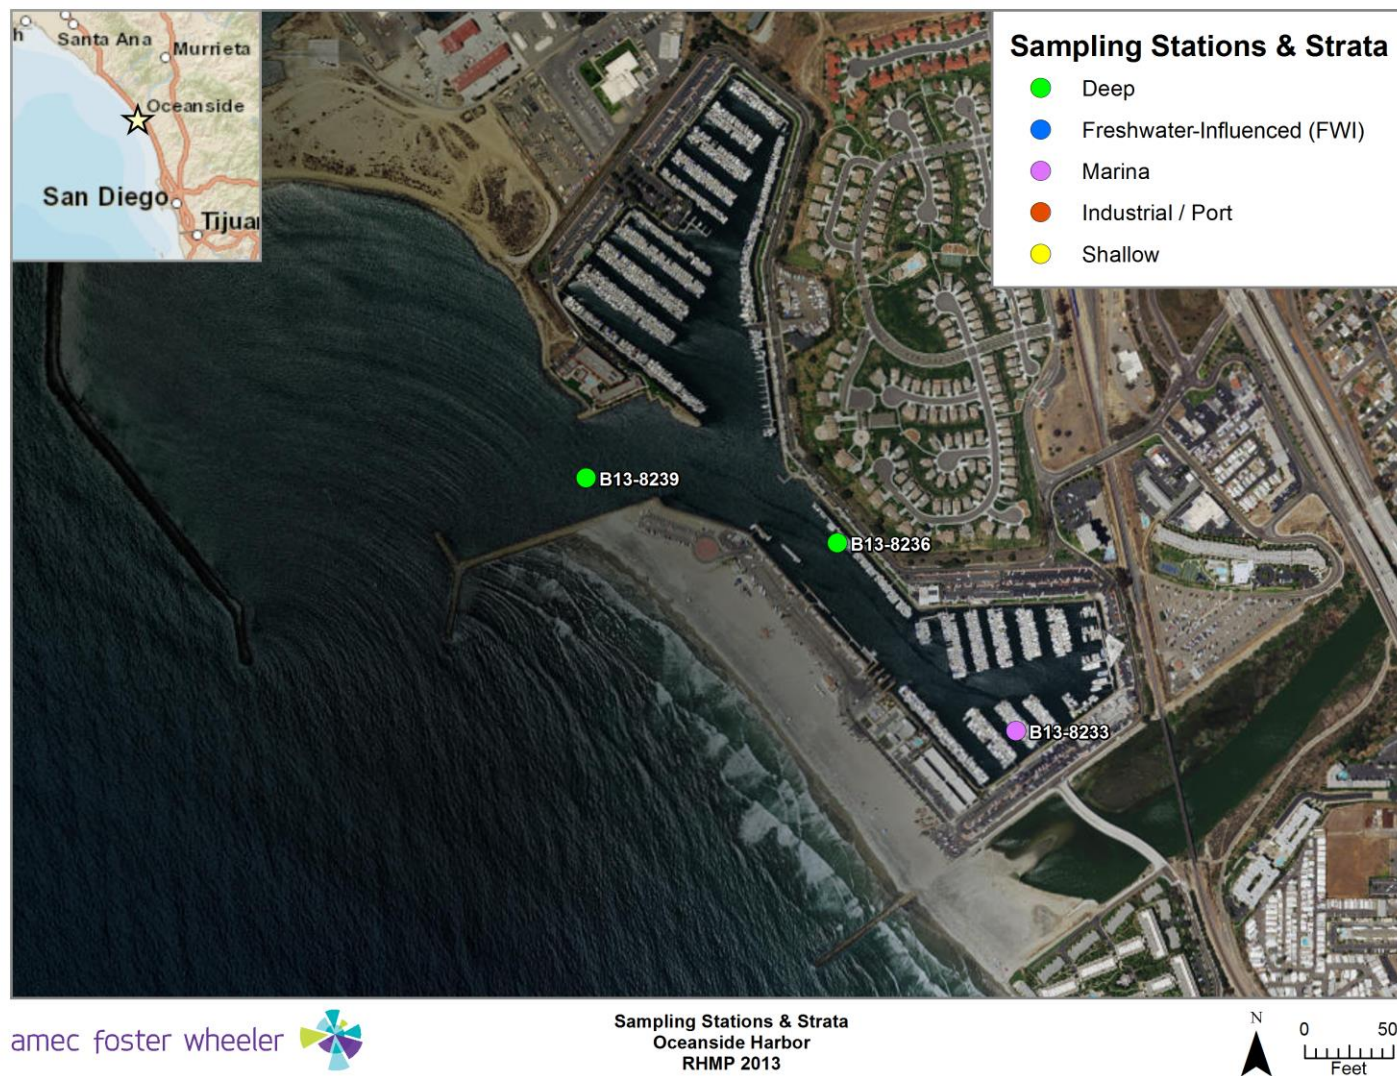 h
Santa Ana
Murrieta
Oceanside
San Diego
Tijua
Sampling Stations & Strata
Deep
Freshwater-Influenced (FWI)
Marina
Industrial / Port
Shallow
B13-8239
B13-8236
B13-8233
amec foster wheeler
Sampling Stations & Strata
Oceanside Harbor
RHMP 2013
N
0 50
Feet